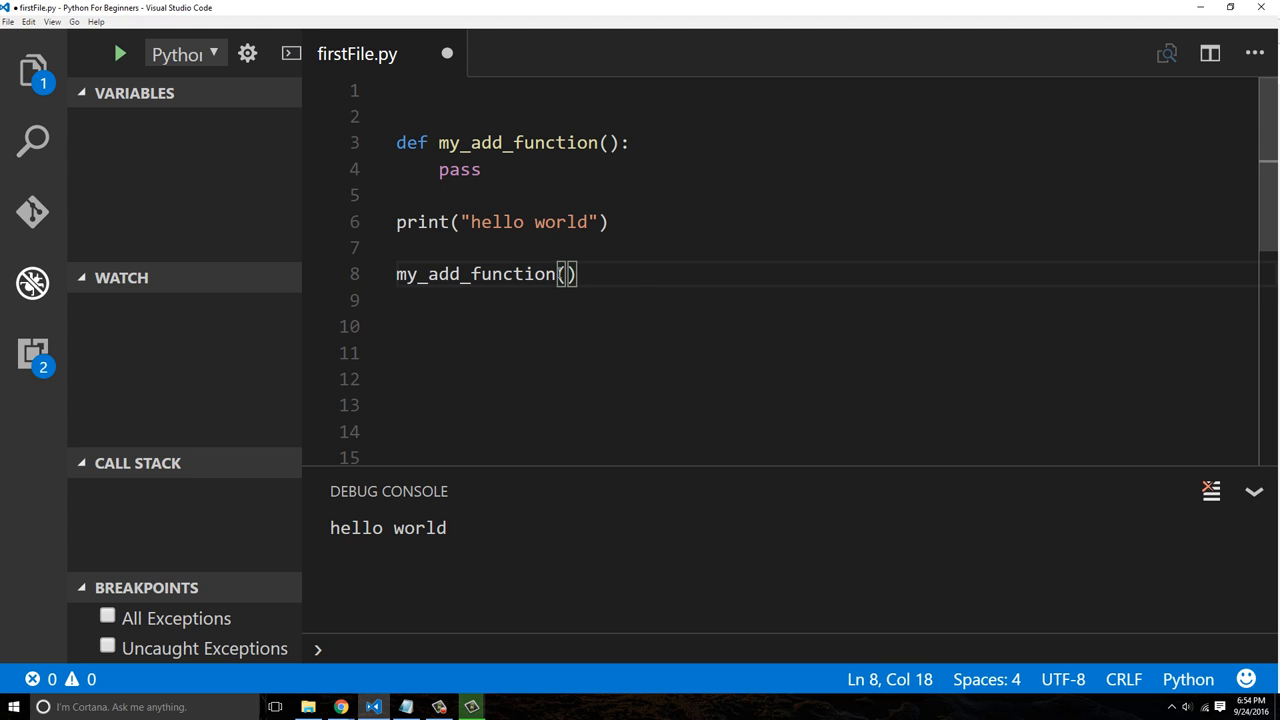 ● firstFile.py - Python For Beginners - Visual Studio Code
File Edit View Go Help
1
Python
firstFile.py
VARIABLES
WATCH
CALL STACK
BREAKPOINTS
All Exceptions
Uncaught Exceptions
2
1
2
3 def my_add_function():
4 pass
5
6 print("hello world")
7
8 my_add_function()
9
10
11
12
13
14
15
DEBUG CONSOLE
hello world
0 0 Ln 8, Col 18 Spaces: 4 UTF-8 CRLF Python
I'm Cortana. Ask me anything.
6:54 PM
9/24/2016